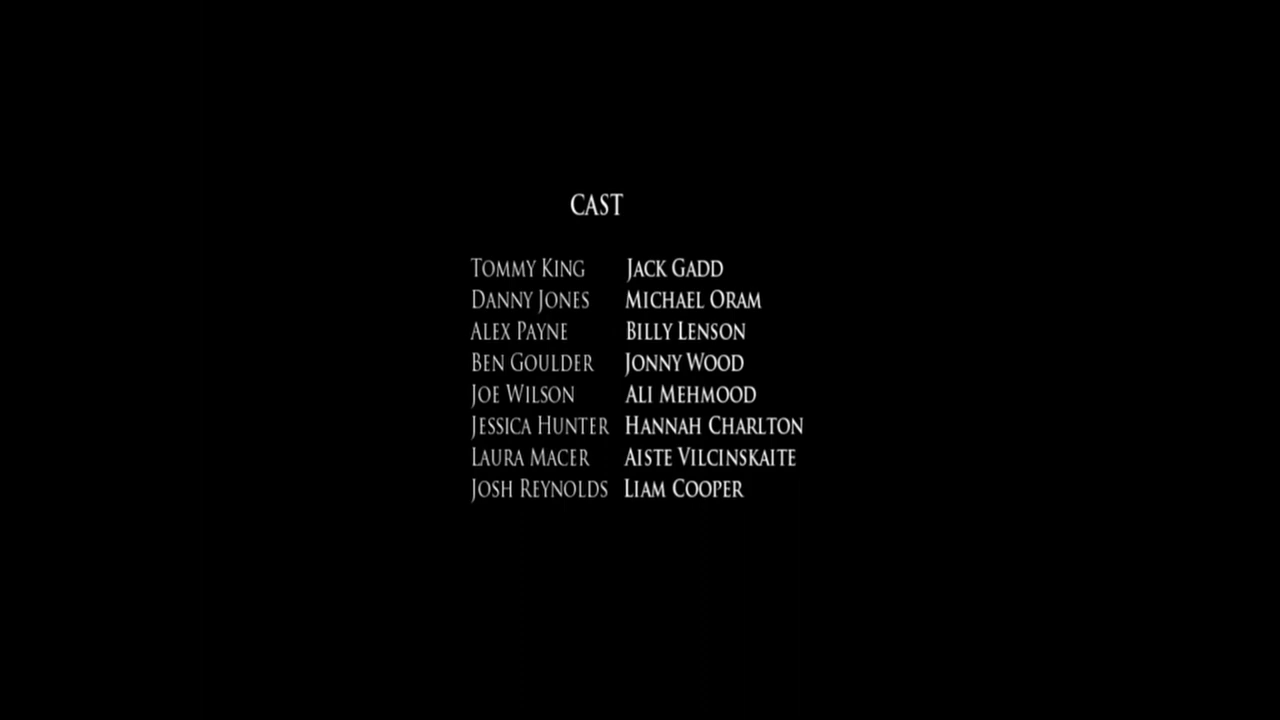 CAST
TOMMY KING JACK GADD
DANNY JONES MICHAEL ORAM
ALEX PAYNE BILLY LENSON
BEN GOULDER JONNY WOOD
JOE WILSON ALI MEHMOOD
JESSICA HUNTER HANNAH CHARLTON
LAURA MACER AISTE VILCINSKAITE
JOSH REYNOLDS LIAM COOPER